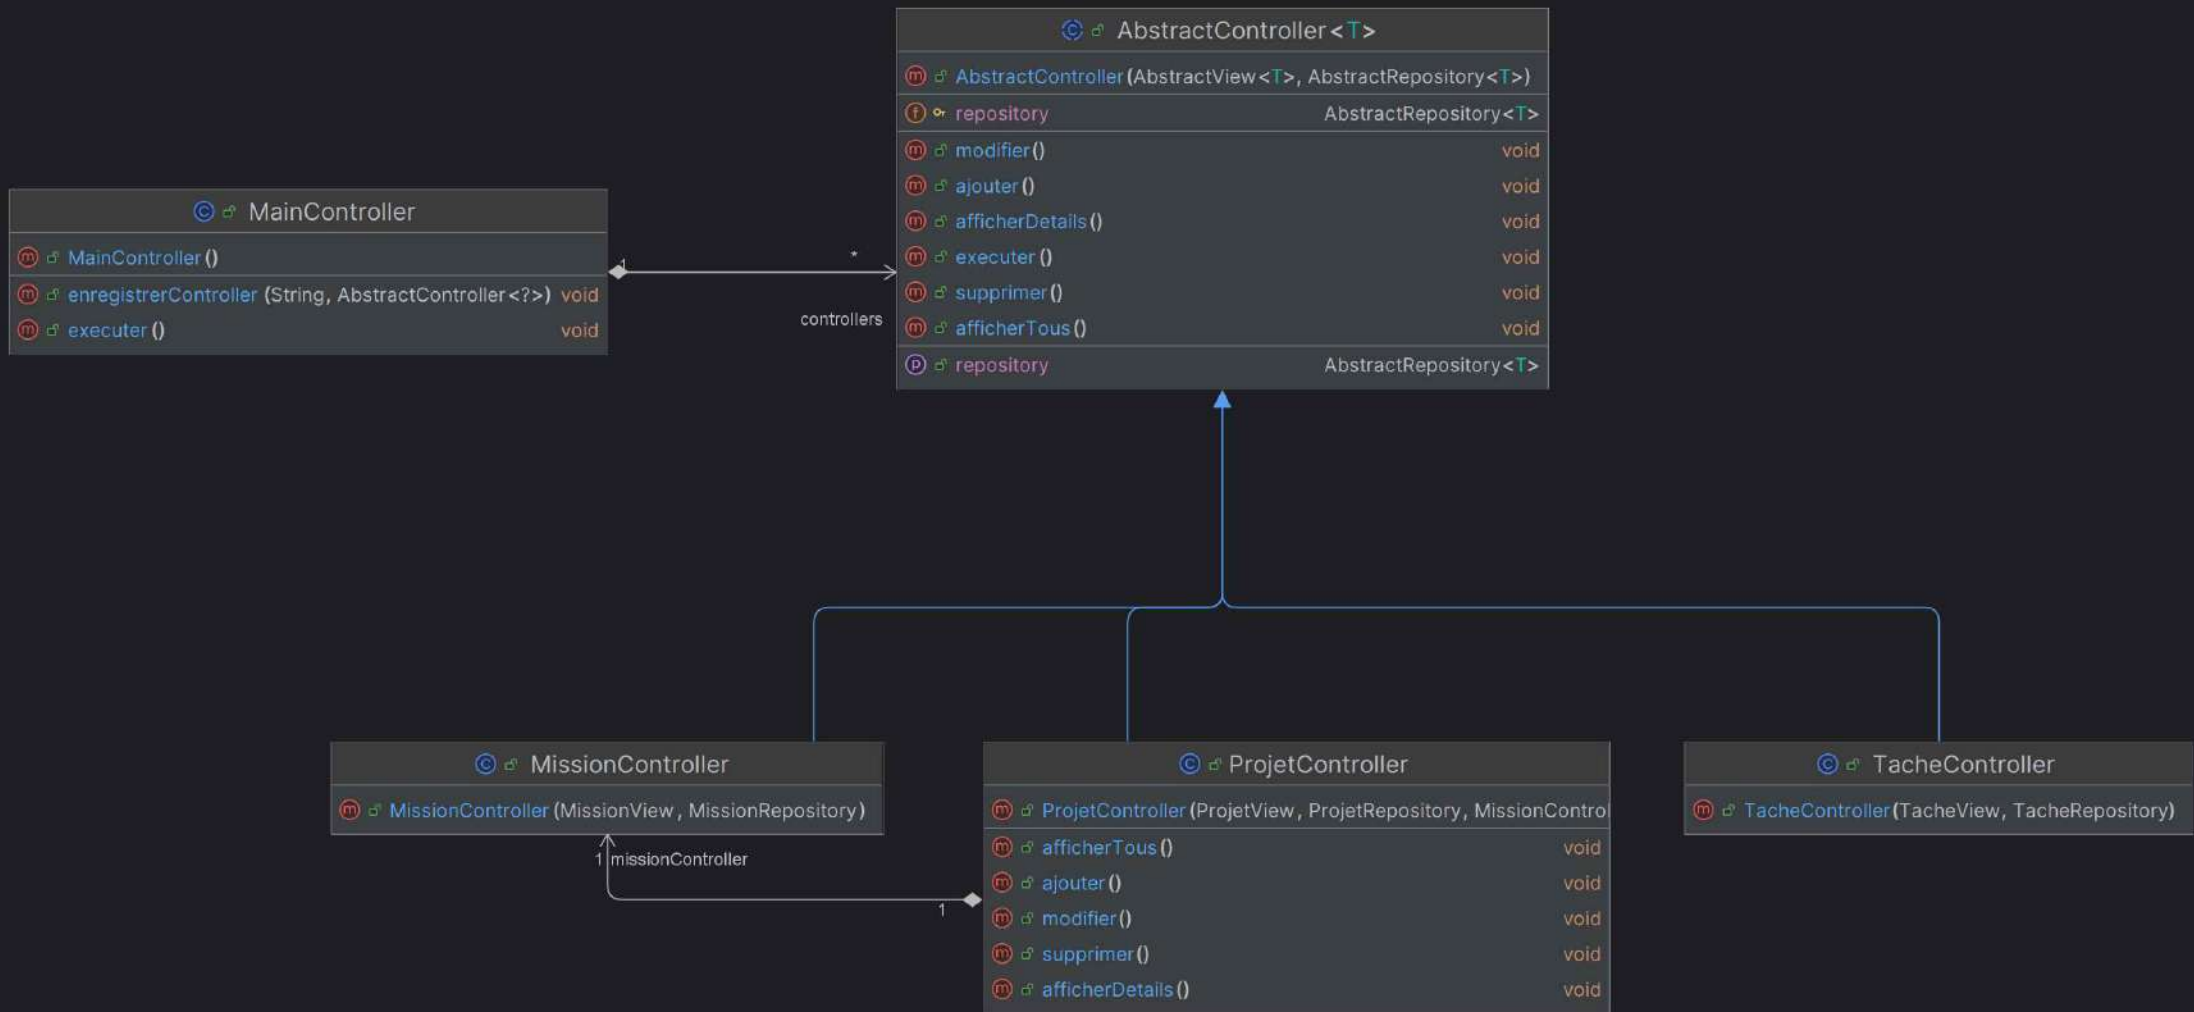 AbstractController<T>
AbstractController(AbstractView<T>, AbstractRepository<T>)
repository AbstractRepository<T>
modifier() void
ajouter() void
afficherDetails() void
executer() void
supprimer() void
afficherTous() void
repository AbstractRepository<T>
MainController
MainController()
enregistrerController (String, AbstractController<?>) void
executer() void
1 *
controllers
MissionController
MissionController(MissionView, MissionRepository)
1 missionController
1
ProjetController
ProjetController(ProjetView, ProjetRepository, MissionControl
afficherTous() void
ajouter() void
modifier() void
supprimer() void
afficherDetails() void
TacheController
TacheController(TacheView, TacheRepository)